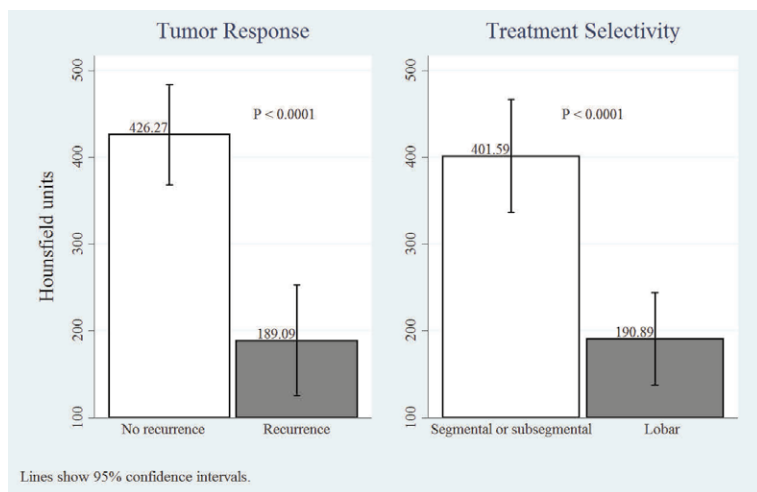 Tumor Response
Treatment Selectivity
Hounsfield units
500
400
300
200
100
426.27
P < 0.0001
189.09
No recurrence
Recurrence
500
400
300
200
100
401.59
P < 0.0001
190.89
Segmental or subsegmental
Lobar
Lines show 95% confidence intervals.